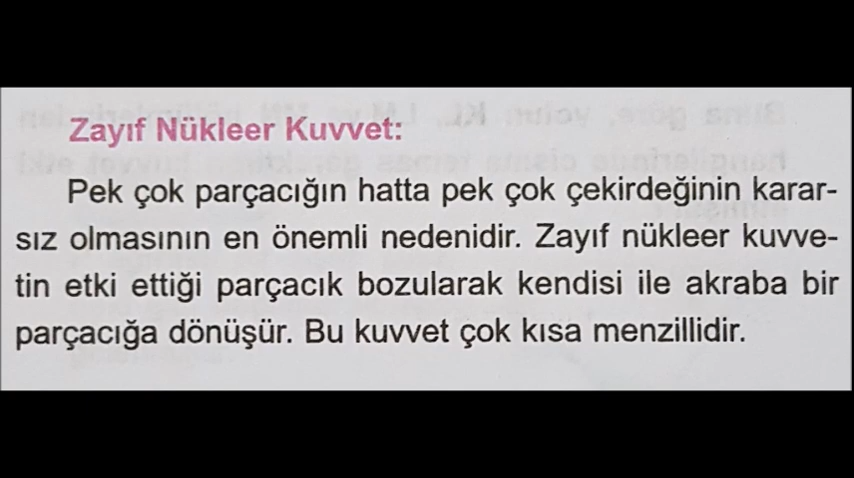 Zayıf Nükleer Kuvvet:
Pek çok parçacığın hatta pek çok çekirdeğinin karar-
sız olmasının en önemli nedenidir. Zayıf nükleer kuvve-
tin etki ettiği parçacık bozularak kendisi ile akraba bir
parçacığa dönüşür. Bu kuvvet çok kısa menzillidir.